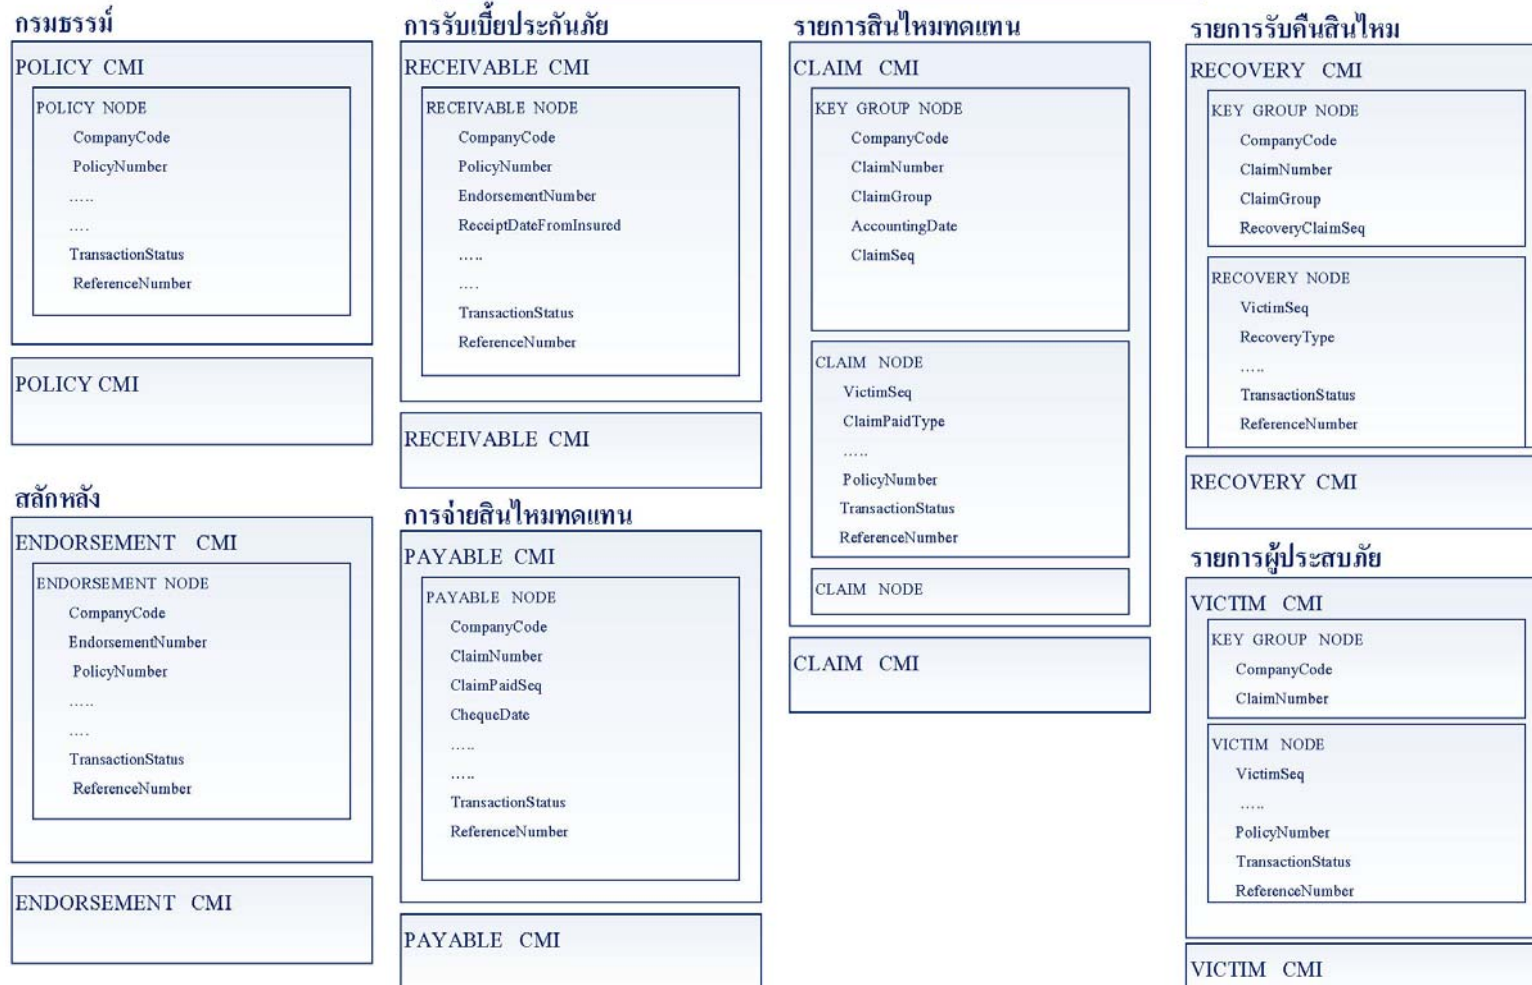 กรมธรรม์
POLICY CMI
POLICY NODE
CompanyCode
PolicyNumber
.....
....
TransactionStatus
ReferenceNumber
POLICY CMI
สลักหลัง
ENDORSEMENT CMI
ENDORSEMENT NODE
CompanyCode
EndorsementNumber
PolicyNumber
.....
....
TransactionStatus
ReferenceNumber
ENDORSEMENT CMI
การรับเบี้ยประกันภัย
RECEIVABLE CMI
RECEIVABLE NODE
CompanyCode
PolicyNumber
EndorsementNumber
ReceiptDateFromInsured
.....
....
TransactionStatus
ReferenceNumber
RECEIVABLE CMI
การจ่ายสินไหมทดแทน
PAYABLE CMI
PAYABLE NODE
CompanyCode
ClaimNumber
ClaimPaidSeq
ChequeDate
.....
.....
TransactionStatus
ReferenceNumber
PAYABLE CMI
รายการสินไหมทดแทน
CLAIM CMI
KEY GROUP NODE
CompanyCode
ClaimNumber
ClaimGroup
AccountingDate
ClaimSeq
CLAIM NODE
VictimSeq
ClaimPaidType
.....
PolicyNumber
TransactionStatus
ReferenceNumber
CLAIM NODE
CLAIM CMI
รายการรับคืนสินไหม
RECOVERY CMI
KEY GROUP NODE
CompanyCode
ClaimNumber
ClaimGroup
RecoveryClaimSeq
RECOVERY NODE
VictimSeq
RecoveryType
.....
TransactionStatus
ReferenceNumber
RECOVERY CMI
รายการผู้ประสบภัย
VICTIM CMI
KEY GROUP NODE
CompanyCode
ClaimNumber
VICTIM NODE
VictimSeq
.....
PolicyNumber
TransactionStatus
ReferenceNumber
VICTIM CMI